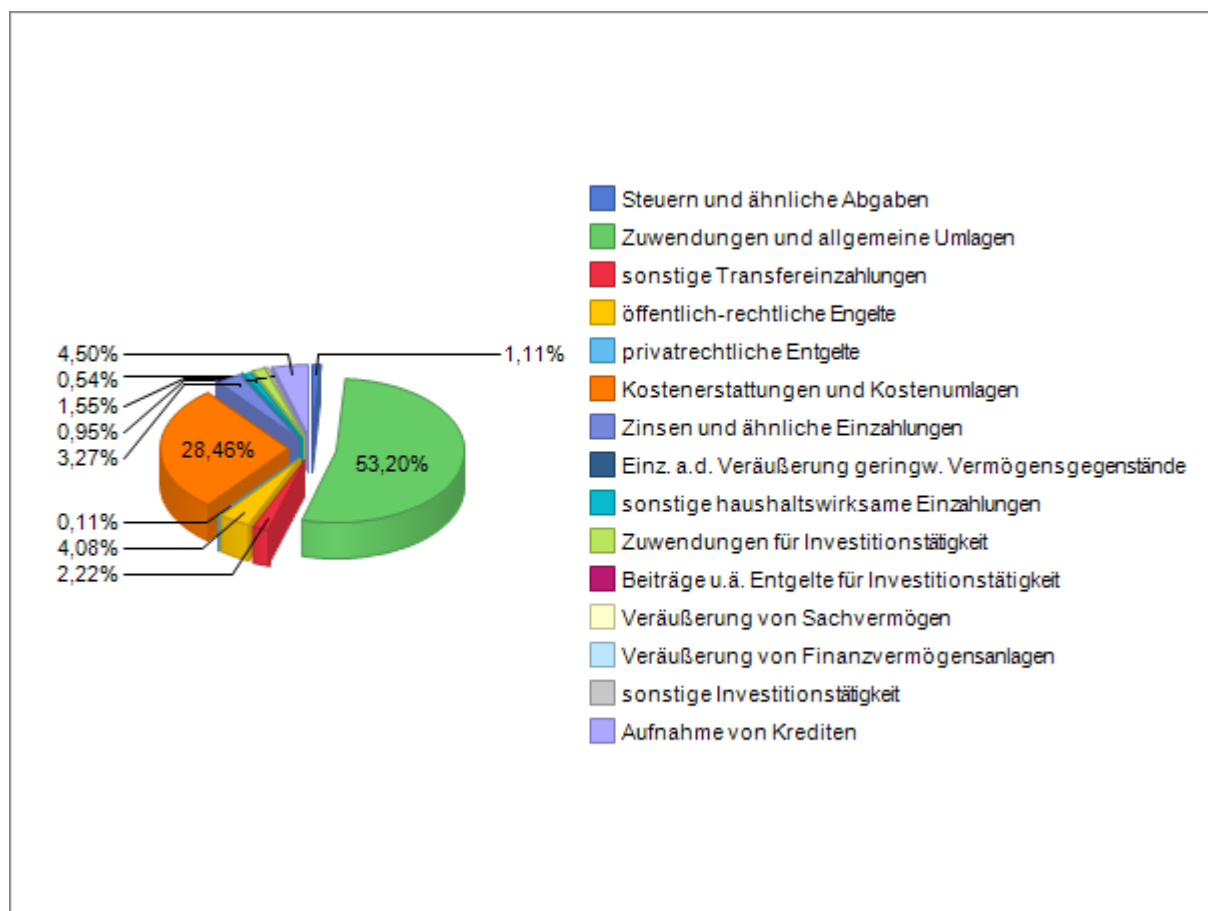 4,50%
0,54%
1,55%
0,95%
3,27%
0,11%
4,08%
2,22%
28,46%
53,20%
1,11%
Steuern und ähnliche Abgaben
Zuwendungen und allgemeine Umlagen
sonstige Transfereinzahlungen
öffentlich-rechtliche Engelte
privatrechtliche Entgelte
Kostenerstattungen und Kostenumlagen
Zinsen und ähnliche Einzahlungen
Einz. a.d. Veräußerung geringw. Vermögensgegenstände
sonstige haushaltswirksame Einzahlungen
Zuwendungen für Investitionstätigkeit
Beiträge u.ä. Entgelte für Investitionstätigkeit
Veräußerung von Sachvermögen
Veräußerung von Finanzvermögensanlagen
sonstige Investitionstätigkeit
Aufnahme von Krediten